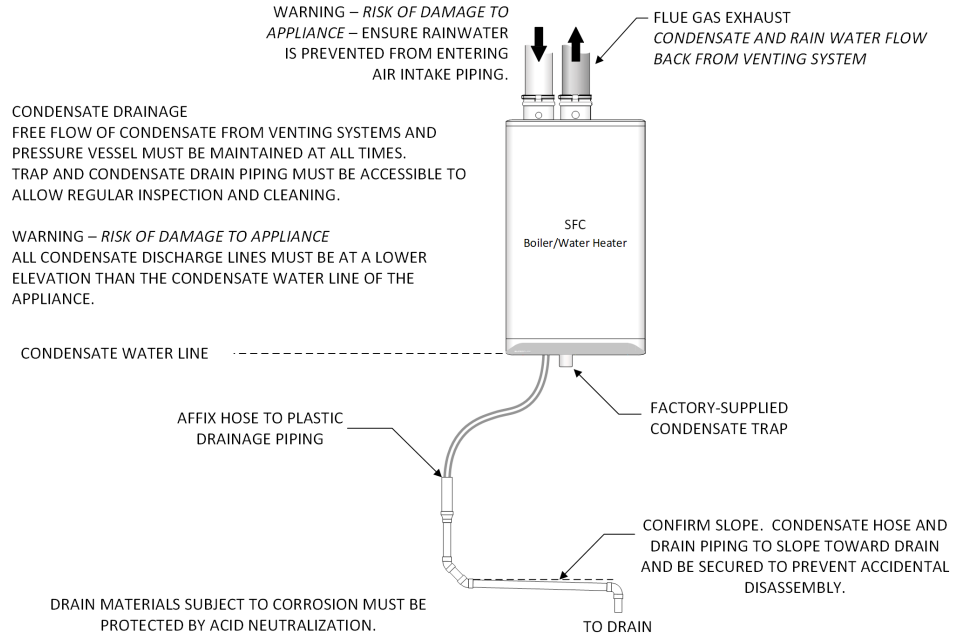 WARNING – RISK OF DAMAGE TO
APPLIANCE – ENSURE RAINWATER
IS PREVENTED FROM ENTERING
AIR INTAKE PIPING.
FLUE GAS EXHAUST
CONDENSATE AND RAIN WATER FLOW
BACK FROM VENTING SYSTEM
CONDENSATE DRAINAGE
FREE FLOW OF CONDENSATE FROM VENTING SYSTEMS AND
PRESSURE VESSEL MUST BE MAINTAINED AT ALL TIMES.
TRAP AND CONDENSATE DRAIN PIPING MUST BE ACCESSIBLE TO
ALLOW REGULAR INSPECTION AND CLEANING.
WARNING – RISK OF DAMAGE TO APPLIANCE
ALL CONDENSATE DISCHARGE LINES MUST BE AT A LOWER
ELEVATION THAN THE CONDENSATE WATER LINE OF THE
APPLIANCE.
SFC
Boiler/Water Heater
CONDENSATE WATER LINE
AFFIX HOSE TO PLASTIC
DRAINAGE PIPING
FACTORY-SUPPLIED
CONDENSATE TRAP
CONFIRM SLOPE. CONDENSATE HOSE AND
DRAIN PIPING TO SLOPE TOWARD DRAIN
AND BE SECURED TO PREVENT ACCIDENTAL
DISASSEMBLY.
DRAIN MATERIALS SUBJECT TO CORROSION MUST BE
PROTECTED BY ACID NEUTRALIZATION.
TO DRAIN